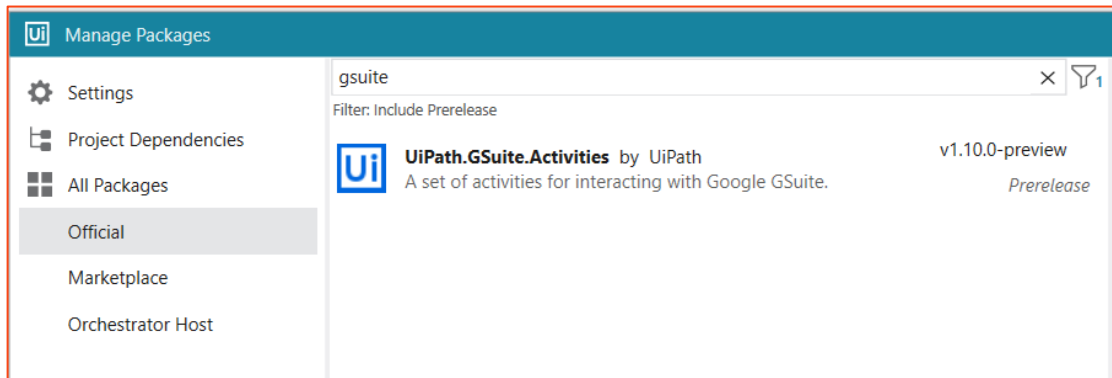 Ui Manage Packages
Settings
Project Dependencies
All Packages
Official
Marketplace
Orchestrator Host
gsuite
1
Filter: Include Prerelease
Ui
UiPath.GSuite.Activities by UiPath
v1.10.0-preview
A set of activities for interacting with Google GSuite.
Prerelease